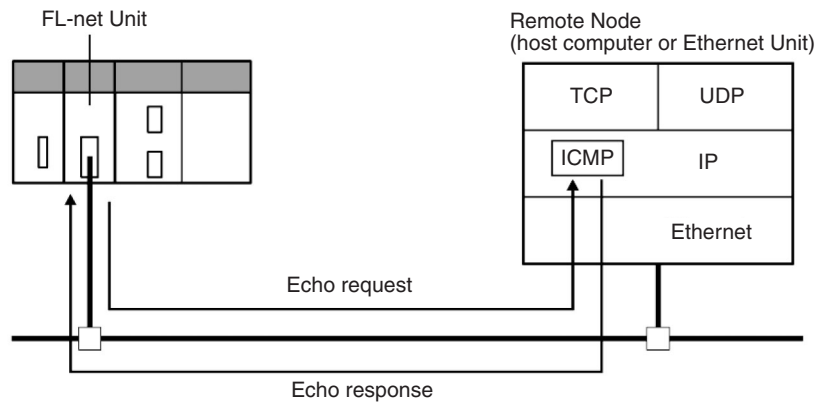 FL-net Unit
Remote Node
(host computer or Ethernet Unit)
TCP
UDP
ICMP
IP
Ethernet
Echo request
Echo response